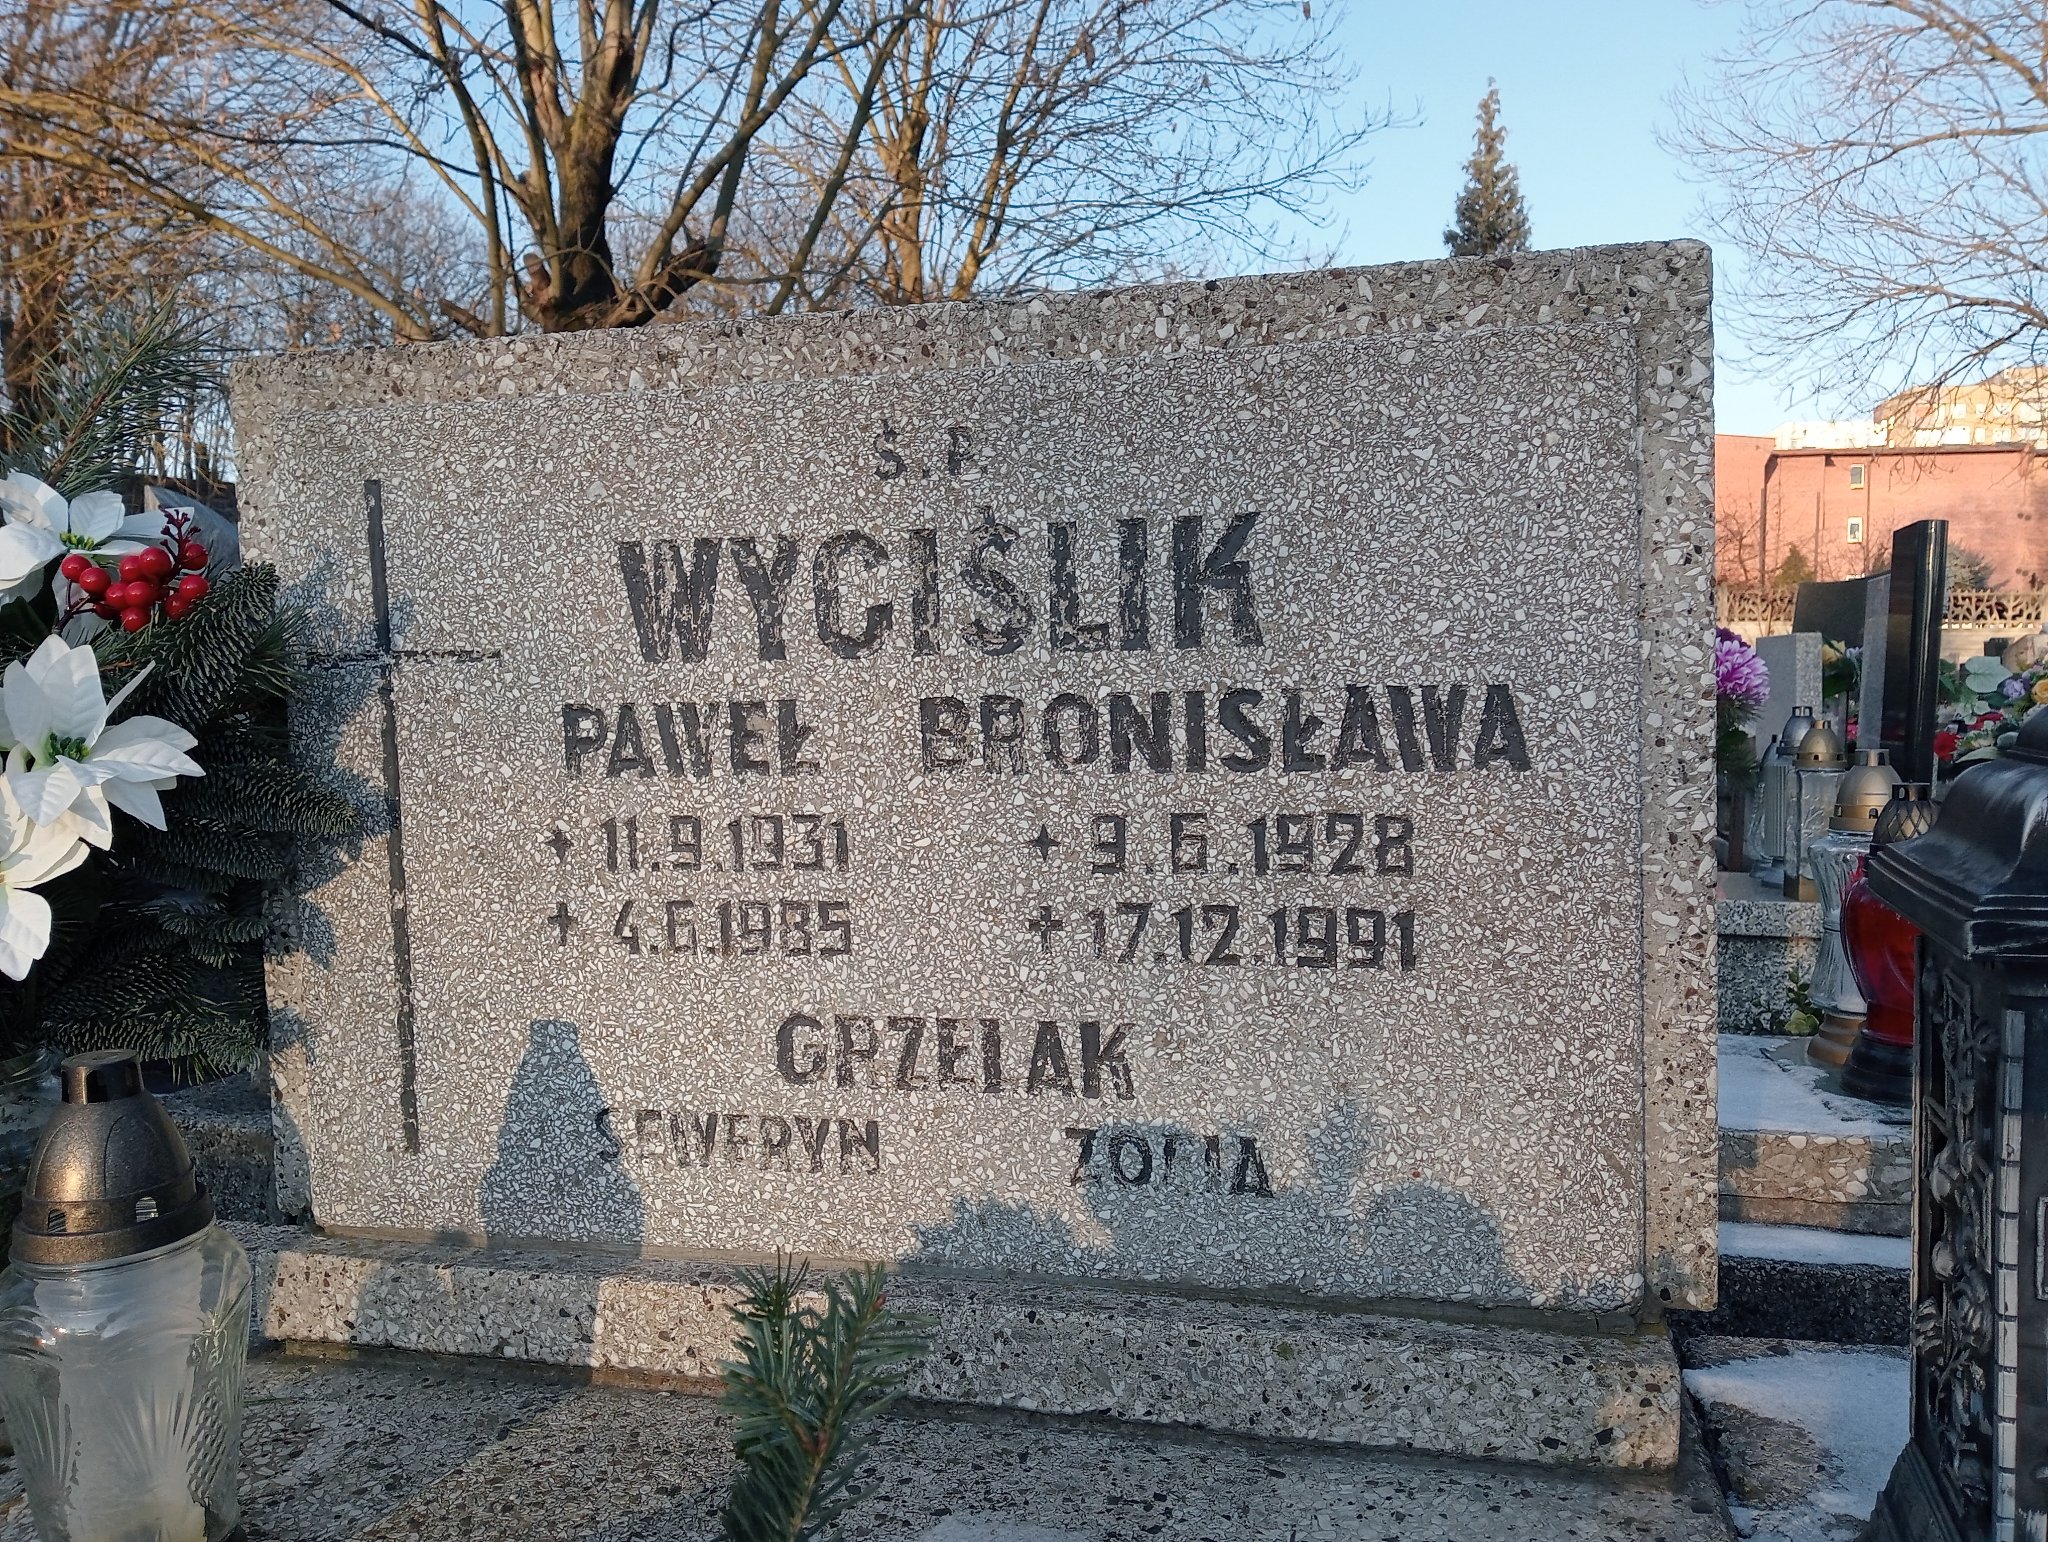 Ś.P.
WYCIŚLIK
PAWEŁ BRONISŁAWA
✦ 11.9.1931 ✦ 9.6.1928
✝ 4.6.1985 ✝ 17.12.1991
GRZELAK
SEWERYN ZOFIA